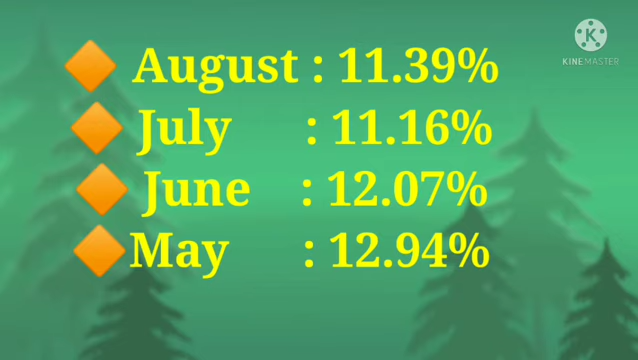 August : 11.39%
July : 11.16%
June : 12.07%
May : 12.94%
K
KINEMASTER